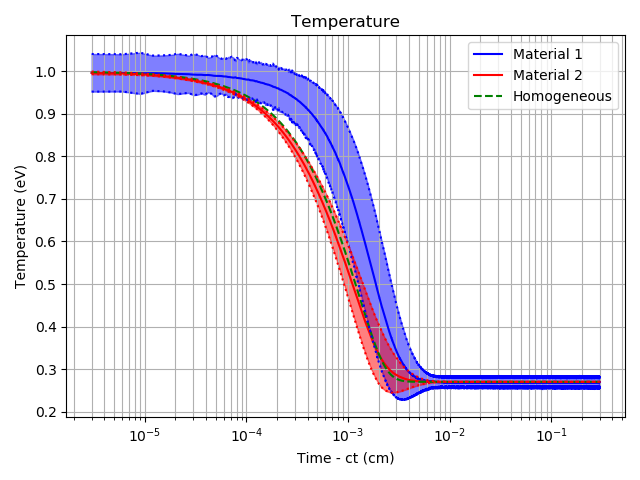 Temperature
Material 1
Material 2
Homogeneous
Temperature (eV)
1.0
0.9
0.8
0.7
0.6
0.5
0.4
0.3
0.2
10⁻⁵ 10⁻⁴ 10⁻³ 10⁻² 10⁻¹
Time - ct (cm)